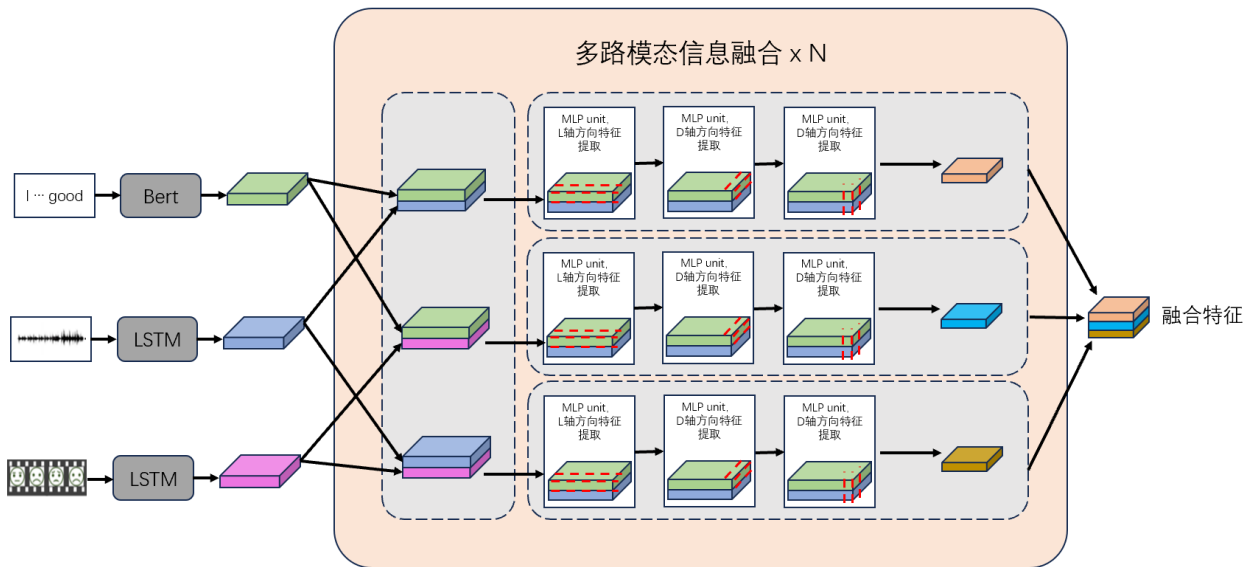 多路模态信息融合 x N
MLP unit,
L轴方向特征
提取
MLP unit,
D轴方向特征
提取
MLP unit,
D轴方向特征
提取
I … good
Bert
MLP unit,
L轴方向特征
提取
MLP unit,
D轴方向特征
提取
MLP unit,
D轴方向特征
提取
LSTM
融合特征
MLP unit,
L轴方向特征
提取
MLP unit,
D轴方向特征
提取
MLP unit,
D轴方向特征
提取
LSTM